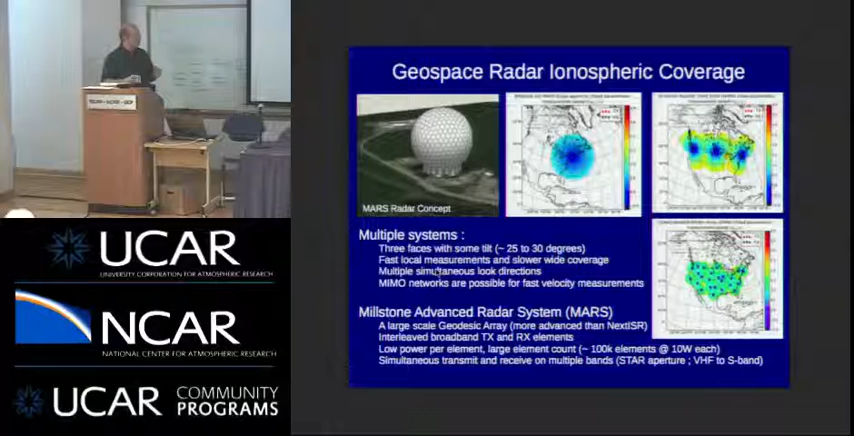 Geospace Radar Ionospheric Coverage
MARS Radar Concept
Multiple systems :
Three faces with some tilt (~ 25 to 30 degrees)
Fast local measurements and slower wide coverage
Multiple simultaneous look directions
MIMO networks are possible for fast velocity measurements
Millstone Advanced Radar System (MARS)
A large scale Geodesic Array (more advanced than NextISR)
Interleaved broadband TX and RX elements
Low power per element, large element count (~ 100k elements @ 10W each)
Simultaneous transmit and receive on multiple bands (STAR aperture ; VHF to S-band)
UCAR
UNIVERSITY CORPORATION FOR ATMOSPHERIC RESEARCH
NCAR
NATIONAL CENTER FOR ATMOSPHERIC RESEARCH
UCAR COMMUNITY
PROGRAMS